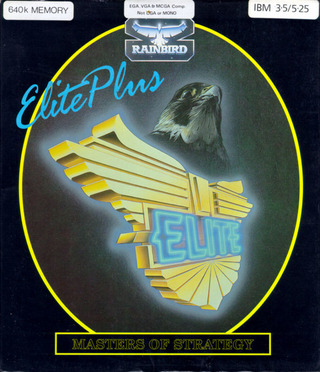 640k MEMORY
EGA, VGA & MCGA Comp.
Not CGA or MONO
IBM 3·5/5·25
RAINBIRD
Elite Plus
ELITE
MASTERS OF STRATEGY